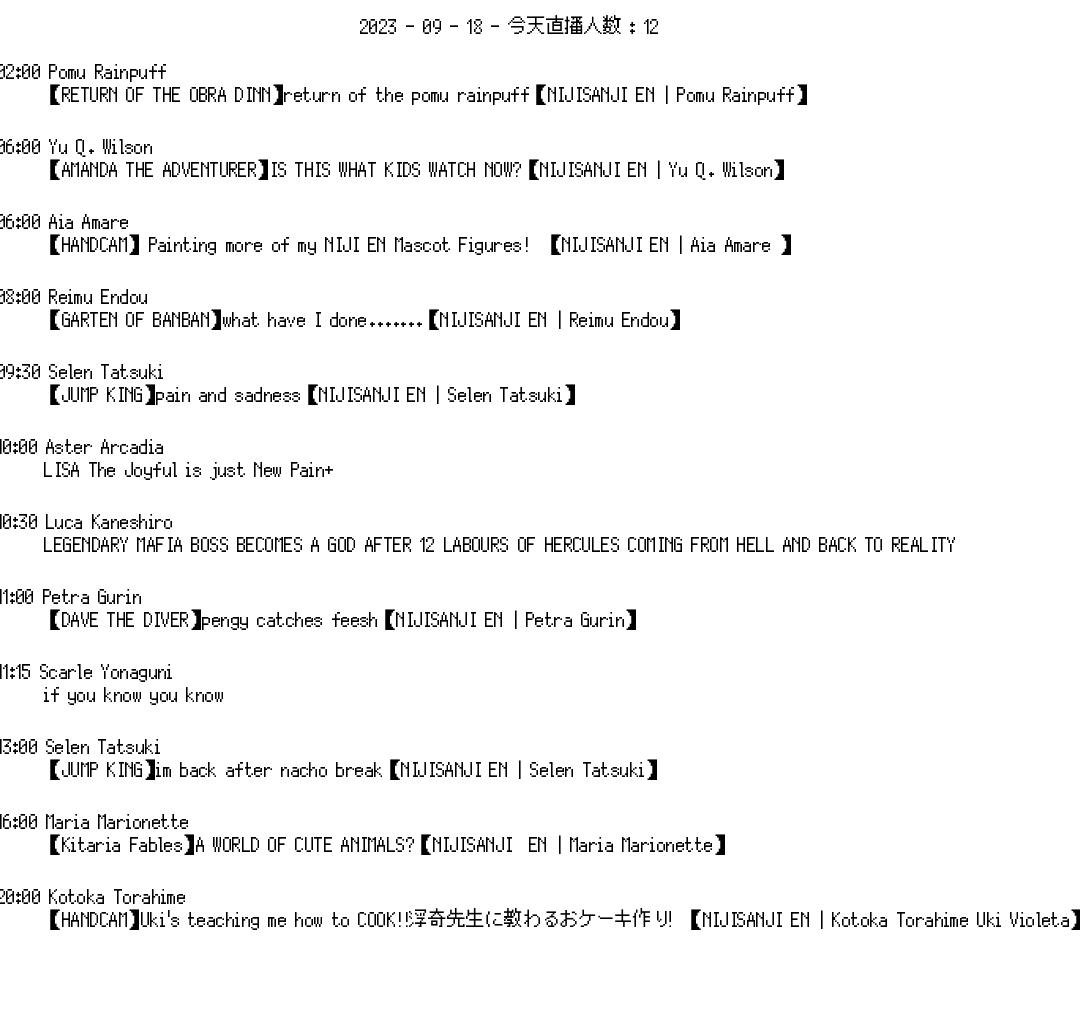 2023 - 09 - 18 - 今天直播人数 : 12
02:00 Pomu Rainpuff
【RETURN OF THE OBRA DINN】return of the pomu rainpuff【NIJISANJI EN | Pomu Rainpuff】
06:00 Yu Q. Wilson
【AMANDA THE ADVENTURER】IS THIS WHAT KIDS WATCH NOW?【NIJISANJI EN | Yu Q. Wilson】
06:00 Aia Amare
【HANDCAM】 Painting more of my NIJI EN Mascot Figures! 【NIJISANJI EN | Aia Amare 】
08:00 Reimu Endou
【GARTEN OF BANBAN】what have I done.......【NIJISANJI EN | Reimu Endou】
09:30 Selen Tatsuki
【JUMP KING】pain and sadness【NIJISANJI EN | Selen Tatsuki】
10:00 Aster Arcadia
LISA The Joyful is just New Pain+
10:30 Luca Kaneshiro
LEGENDARY MAFIA BOSS BECOMES A GOD AFTER 12 LABOURS OF HERCULES COMING FROM HELL AND BACK TO REALITY
11:00 Petra Gurin
【DAVE THE DIVER】pengy catches feesh【NIJISANJI EN | Petra Gurin】
11:15 Scarle Yonaguni
if you know you know
13:00 Selen Tatsuki
【JUMP KING】im back after nacho break【NIJISANJI EN | Selen Tatsuki】
16:00 Maria Marionette
【Kitaria Fables】A WORLD OF CUTE ANIMALS?【NIJISANJI  EN | Maria Marionette】
20:00 Kotoka Torahime
【HANDCAM】Uki's teaching me how to COOK!!浮奇先生に教わるおケーキ作り! 【NIJISANJI EN | Kotoka Torahime Uki Violeta】